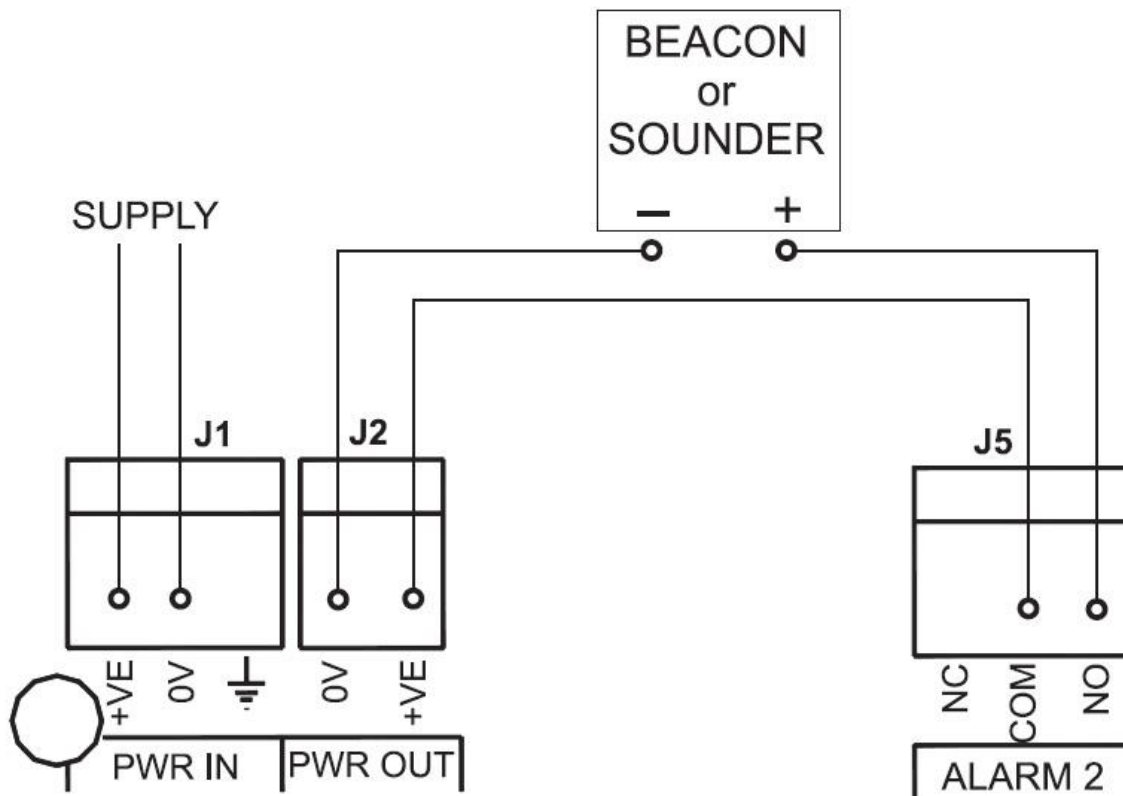 BEACON
or
SOUNDER
− +
SUPPLY
J1
J2
J5
+VE
0V
0V
+VE
NC
COM
NO
PWR IN
PWR OUT
ALARM 2